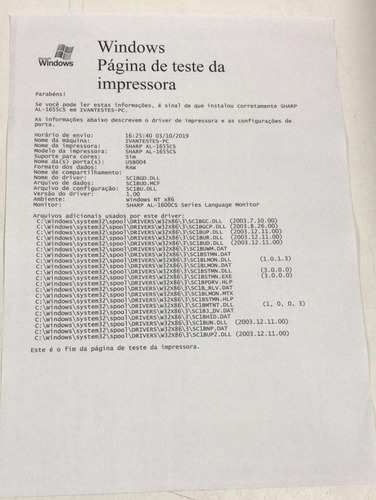 Windows
Windows
Página de teste da
impressora
Parabéns!
Se você pode ler estas informações, é sinal de que instalou corretamente SHARP
AL-1655CS em IVANTESTES-PC.
As informações abaixo descrevem o driver de impressora e as configurações de
porta.
Horário de envio: 16:25:40 03/10/2019
Nome da máquina: IVANTESTES-PC
Nome da impressora: SHARP AL-1655CS
Modelo da impressora: SHARP AL-1655CS
Suporte para cores: Sim
Nome da(s) porta(s): USB004
Formato dos dados: RAW
Nome de compartilhamento:
Nome do driver: SC1BGD.DLL
Arquivo de dados: SC1BUD.MCF
Arquivo de configuração: SC1BU.DLL
Versão do driver: 1.00
Ambiente: Windows NT x86
Monitor: SHARP AL-1600CS Series Language Monitor
Arquivos adicionais usados por este driver:
C:\Windows\system32\spool\DRIVERS\W32x86\3\SC1BGC.DLL (2003.7.10.00)
C:\Windows\system32\spool\DRIVERS\W32x86\3\SC1BGCP.DLL (2003.8.26.00)
C:\Windows\system32\spool\DRIVERS\W32x86\3\SC1BUP.DLL (2003.12.11.00)
C:\Windows\system32\spool\DRIVERS\W32x86\3\SC1BUR.DLL (2003.12.11.00)
C:\Windows\system32\spool\DRIVERS\W32x86\3\SC1BUD.DLL (2003.12.11.00)
C:\Windows\system32\spool\DRIVERS\W32x86\3\SC1BUWM.DAT
C:\Windows\system32\spool\DRIVERS\W32x86\3\SC1BSTMN.DAT
C:\Windows\system32\spool\DRIVERS\W32x86\3\SC1BLMON.DLL (1.0.1.3)
C:\Windows\system32\spool\DRIVERS\W32x86\3\SC1BLMON.DAT
C:\Windows\system32\spool\DRIVERS\W32x86\3\SC1BSTMN.DLL (3.0.0.0)
C:\Windows\system32\spool\DRIVERS\W32x86\3\SC1BSTMN.EXE (3.0.0.0)
C:\Windows\system32\spool\DRIVERS\W32x86\3\SC1BPDRV.HLP
C:\Windows\system32\spool\DRIVERS\W32x86\3\SC1B_RLV.DAT
C:\Windows\system32\spool\DRIVERS\W32x86\3\SC1BLMON.MTX
C:\Windows\system32\spool\DRIVERS\W32x86\3\SC1BSTMN.HLP
C:\Windows\system32\spool\DRIVERS\W32x86\3\SC1BMTNT.DLL (1, 0, 0, 3)
C:\Windows\system32\spool\DRIVERS\W32x86\3\SC1BJ_DV.DAT
C:\Windows\system32\spool\DRIVERS\W32x86\3\SC1BHID.DAT
C:\Windows\system32\spool\DRIVERS\W32x86\3\SC1BUN.DLL (2003.12.11.00)
C:\Windows\system32\spool\DRIVERS\W32x86\3\SC1BNP.DAT
C:\Windows\system32\spool\DRIVERS\W32x86\3\SC1BUP2.DLL (2003.12.11.00)
Este é o fim da página de teste da impressora.